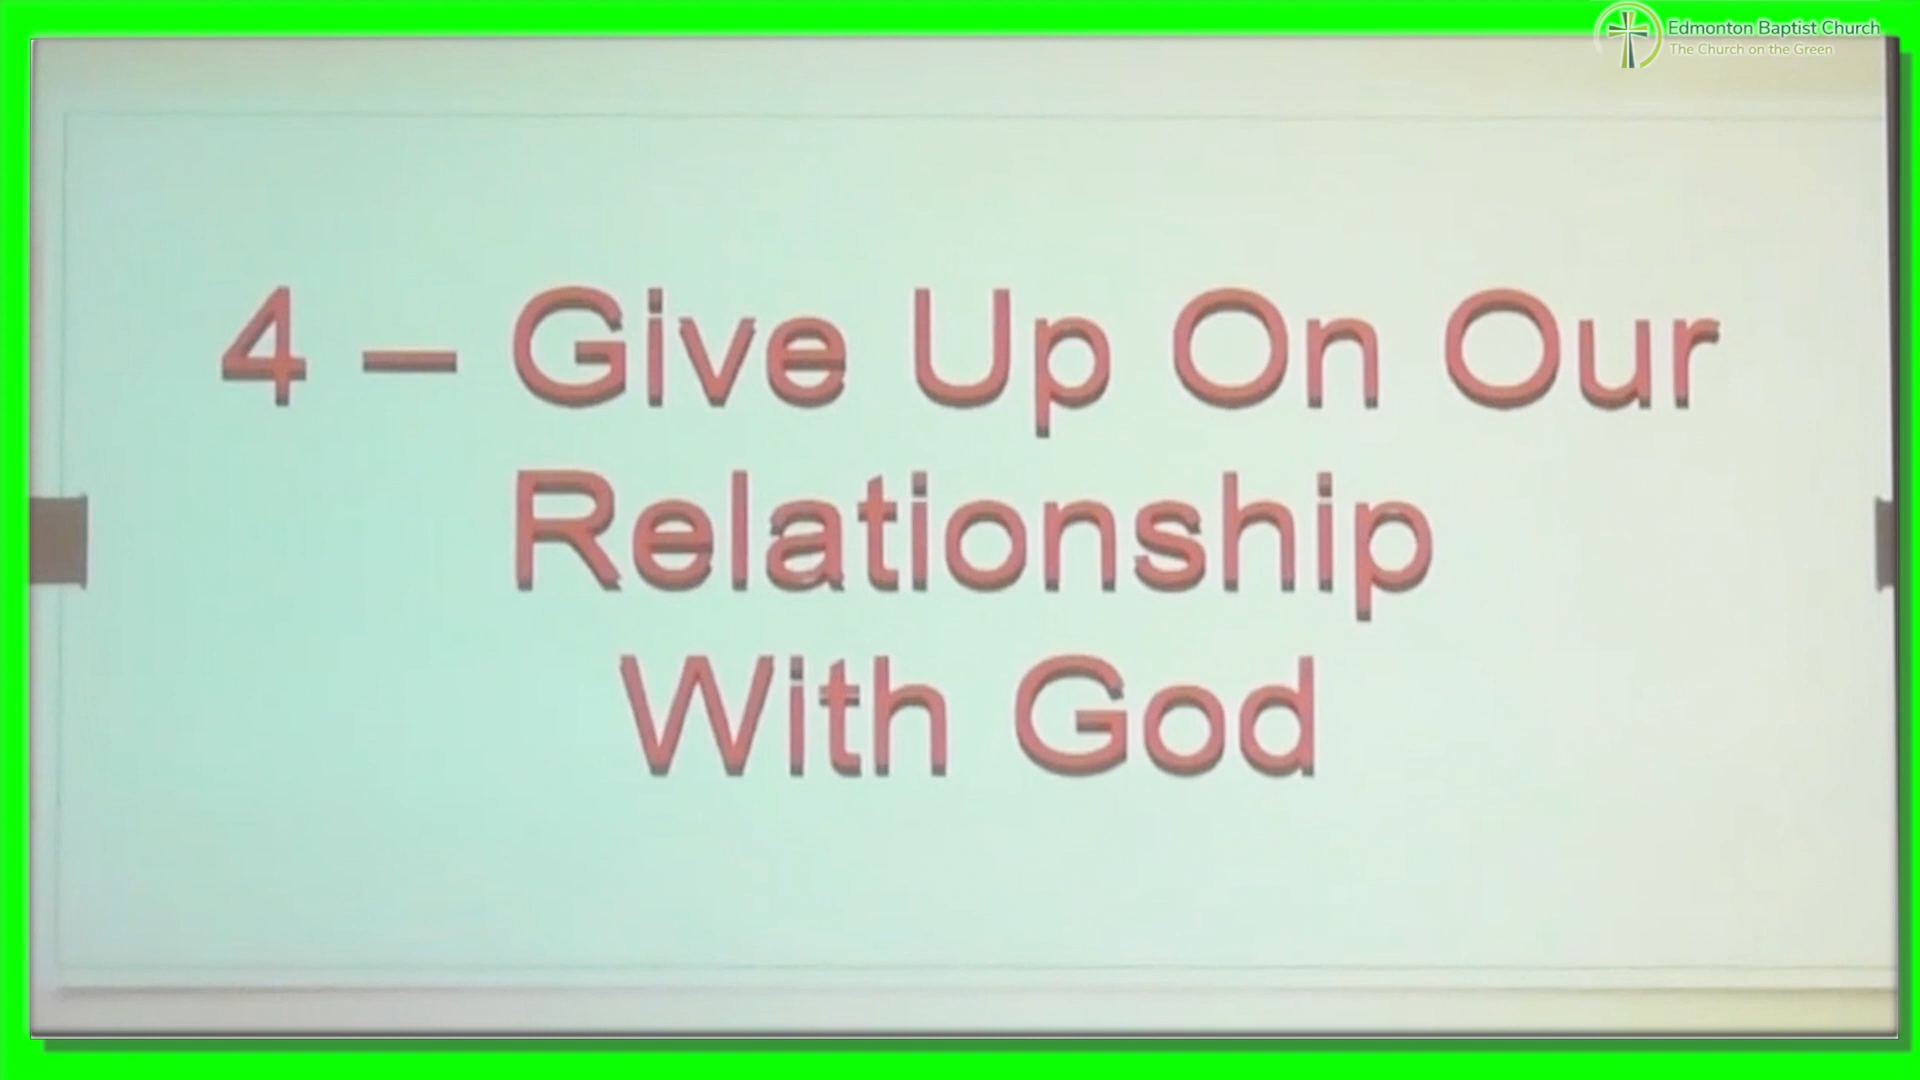 Edmonton Baptist Church
The Church on the Green
4 – Give Up On Our
Relationship
With God